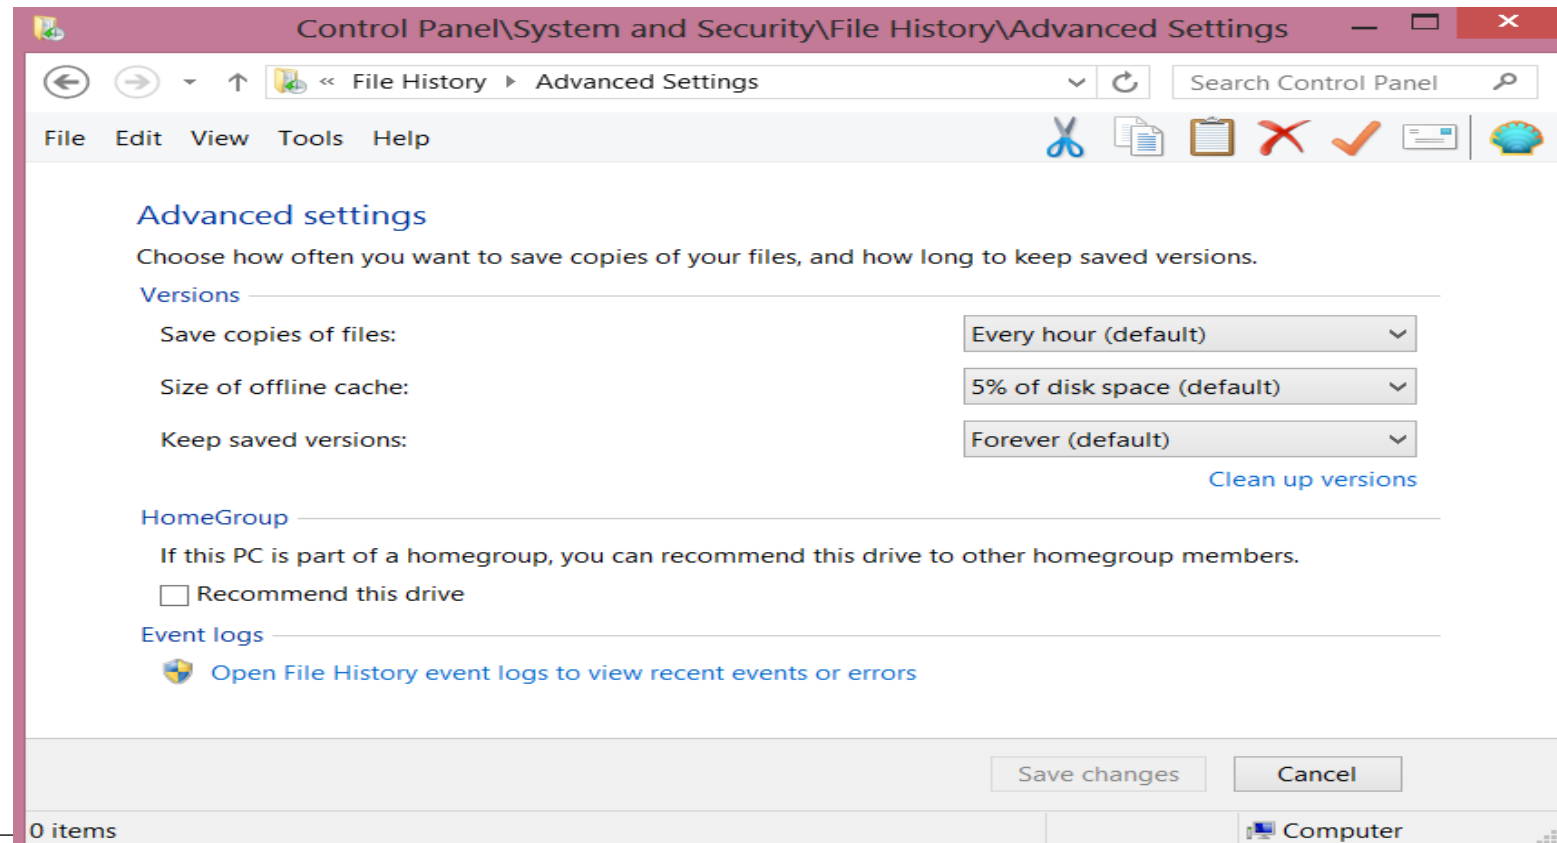 Control Panel\System and Security\File History\Advanced Settings
« File History Advanced Settings Search Control Panel
File Edit View Tools Help
Advanced settings
Choose how often you want to save copies of your files, and how long to keep saved versions.
Versions
Save copies of files: Every hour (default)
Size of offline cache: 5% of disk space (default)
Keep saved versions: Forever (default)
Clean up versions
HomeGroup
If this PC is part of a homegroup, you can recommend this drive to other homegroup members.
Recommend this drive
Event logs
Open File History event logs to view recent events or errors
Save changes Cancel
0 items Computer